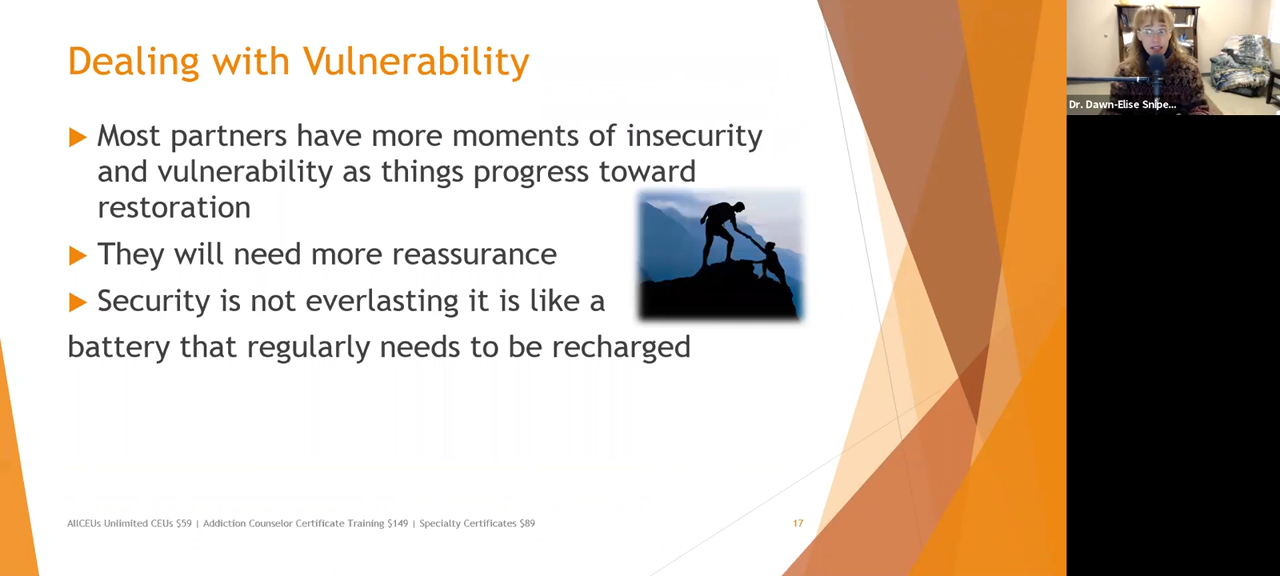 Dealing with Vulnerability
Most partners have more moments of insecurity
and vulnerability as things progress toward
restoration
They will need more reassurance
Security is not everlasting it is like a
battery that regularly needs to be recharged
AllCEUs Unlimited CEUs $59 | Addiction Counselor Certificate Training $149 | Specialty Certificates $89
17
Dr. Dawn-Elise Snipe...